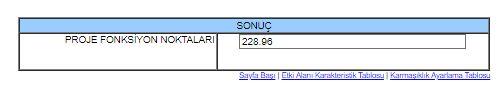 SONUÇ
PROJE FONKSİYON NOKTALARI 228.96
Sayfa Başı | Etki Alanı Karakteristik Tablosu | Karmaşıklık Ayarlama Tablosu